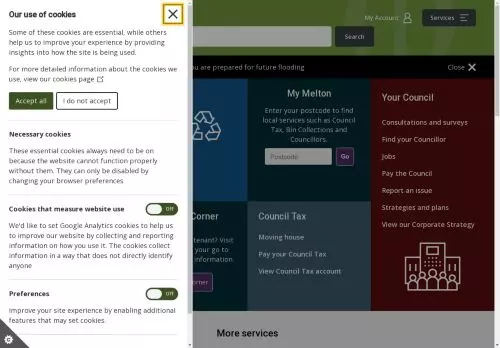 Our use of cookies
Some of these cookies are essential, while others
help us to improve your experience by providing
insights into how the site is being used.
For more detailed information about the cookies we
use, view our cookies page
Accept all
I do not accept
Necessary cookies
These essential cookies always need to be on
because the website cannot function properly
without them. They can only be disabled by
changing your browser preferences
Cookies that measure website use
Off
We'd like to set Google Analytics cookies to help us
to improve our website by collecting and reporting
information on how you use it. The cookies collect
information in a way that does not directly identify
anyone
Preferences
Off
Improve your site experience by enabling additional
features that may set cookies.
My Account
Services
Search
ou are prepared for future flooding
Close
My Melton
Enter your postcode to find
local services such as Council
Tax, Bin Collections and
Councillors.
Postcode
Go
Your Council
Consultations and surveys
Find your Councillor
Jobs
Pay the Council
Report an issue
Strategies and plans
View our Corporate Strategy
Corner
tenant? Visit
your go to
information.
orner
Council Tax
Moving house
Pay your Council Tax
View Council Tax account
More services